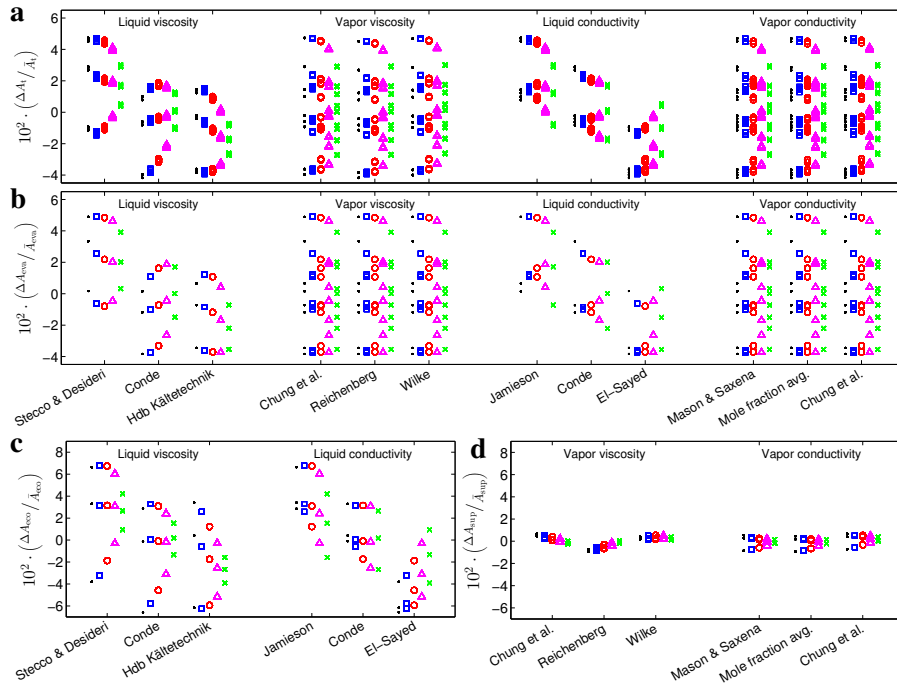 a
Liquid viscosity
Vapor viscosity
Liquid conductivity
Vapor conductivity
10² · (ΔA_t/Ā_t)
6
4
2
0
−2
−4
b
Liquid viscosity
Vapor viscosity
Liquid conductivity
Vapor conductivity
10² · (ΔA_eva/Ā_eva)
6
4
2
0
−2
−4
Stecco & Desideri
Conde
Hdb Kältetechnik
Chung et al.
Reichenberg
Wilke
Jamieson
Conde
El−Sayed
Mason & Saxena
Mole fraction avg.
Chung et al.
c
Liquid viscosity
Liquid conductivity
10² · (ΔA_eco/Ā_eco)
8
6
4
2
0
−2
−4
−6
Stecco & Desideri
Conde
Hdb Kältetechnik
Jamieson
Conde
El−Sayed
d
Vapor viscosity
Vapor conductivity
10² · (ΔA_sup/Ā_sup)
8
6
4
2
0
−2
−4
−6
Chung et al.
Reichenberg
Wilke
Mason & Saxena
Mole fraction avg.
Chung et al.